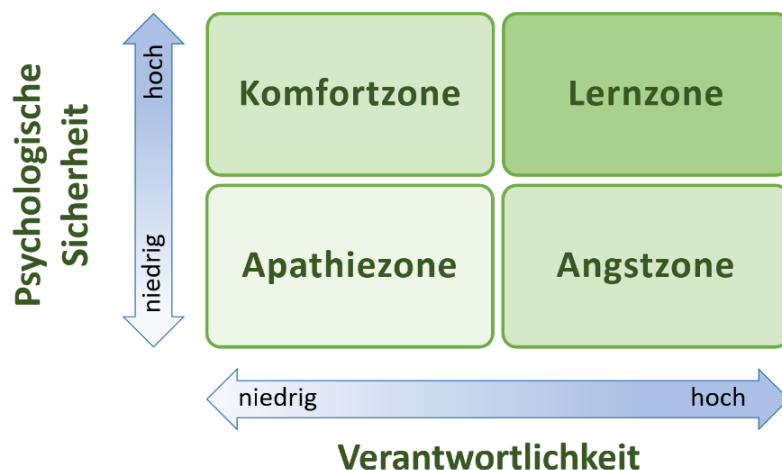 Psychologische
Sicherheit
hoch
niedrig
Komfortzone
Lernzone
Apathiezone
Angstzone
niedrig
hoch
Verantwortlichkeit